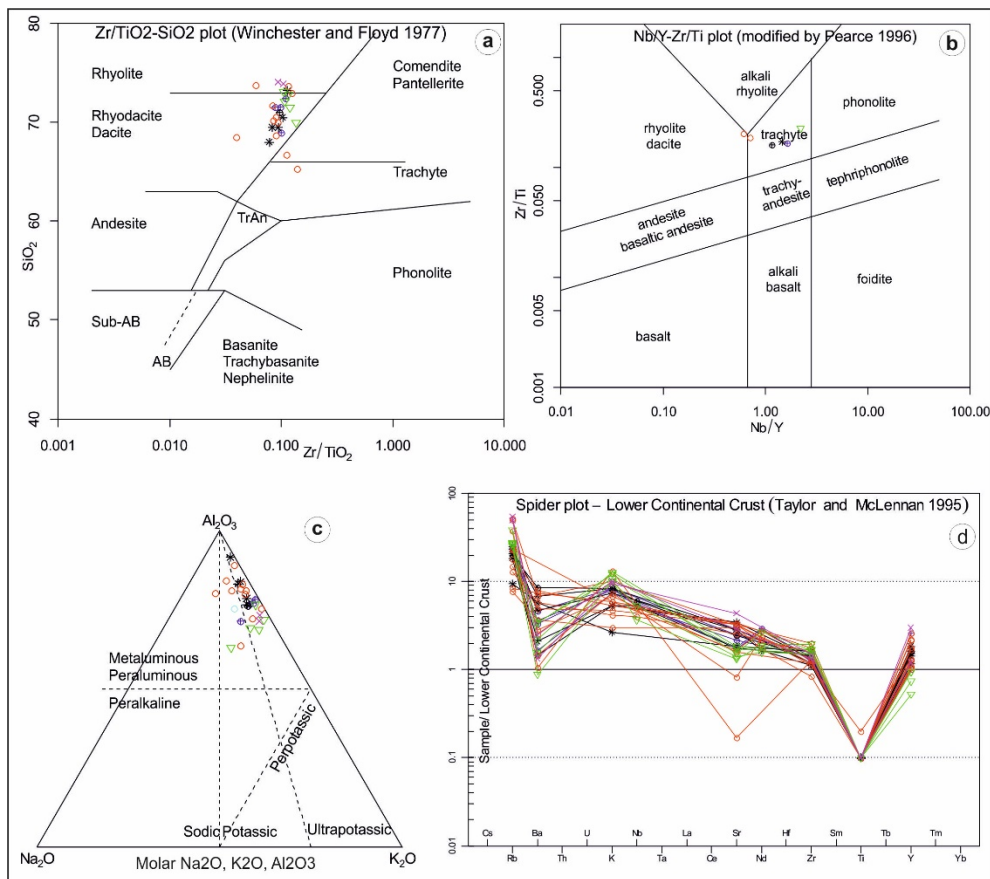 Zr/TiO2-SiO2 plot (Winchester and Floyd 1977)
a
80
70
60
50
40
SiO₂
Rhyolite
Comendite
Pantellerite
Rhyodacite
Dacite
Trachyte
TrAn
Andesite
Phonolite
Sub-AB
AB
Basanite
Trachybasanite
Nephelinite
0.001
0.010
0.100
1.000
10.000
Zr/TiO₂
Nb/Y-Zr/Ti plot (modified by Pearce 1996)
b
0.500
0.050
0.005
0.001
Zr/Ti
alkali
rhyolite
phonolite
rhyolite
dacite
trachyte
tephriphonolite
trachy-
andesite
andesite
basaltic andesite
alkali
basalt
foidite
basalt
0.01
0.10
1.00
10.00
100.00
Nb/Y
Al₂O₃
c
Metaluminous
Peraluminous
Peralkaline
Perpotassic
Sodic
Potassic
Ultrapotassic
Na₂O
K₂O
Molar Na2O, K2O, Al2O3
Spider plot – Lower Continental Crust (Taylor and McLennan 1995)
d
100
10
1
0.1
0.01
Sample/ Lower Continental Crust
Cs
Ba
U
Nb
La
Sr
Hf
Sm
Tb
Tm
Rb
Th
K
Ta
Ce
Nd
Zr
Ti
Y
Yb